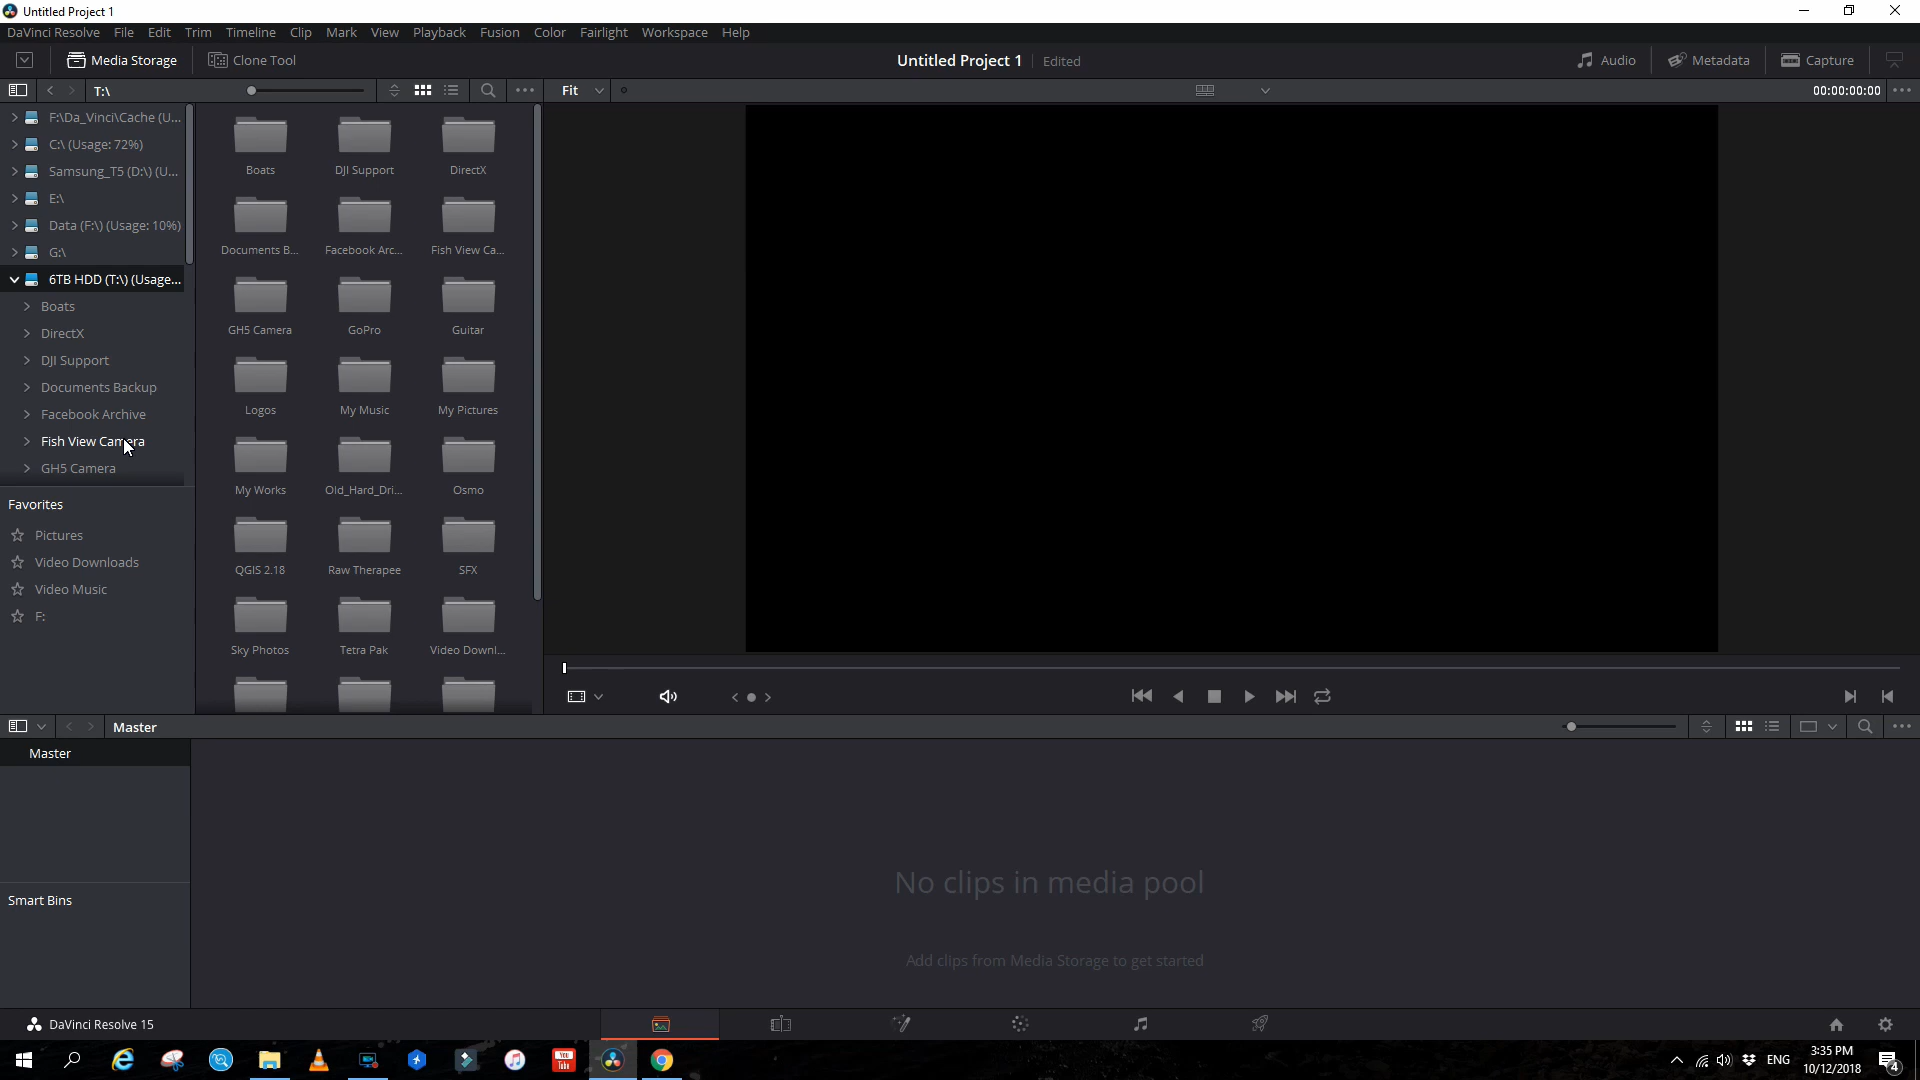 Untitled Project 1
DaVinci Resolve File Edit Trim Timeline Clip Mark View Playback Fusion Color Fairlight Workspace Help
Media Storage Clone Tool Untitled Project 1 Edited Audio Metadata Capture
T:\ Fit 00:00:00:00
F:\Da_Vinci\Cache (U...
C:\ (Usage: 72%)
Samsung_T5 (D:\) (U...
E:\
Data (F:\) (Usage: 10%)
G:\
6TB HDD (T:\) (Usage...
Boats
DirectX
DJI Support
Documents Backup
Facebook Archive
Fish View Camera
GH5 Camera
Favorites
Pictures
Video Downloads
Video Music
F:
Boats DJI Support DirectX
Documents B... Facebook Arc... Fish View Ca...
GH5 Camera GoPro Guitar
Logos My Music My Pictures
My Works Old_Hard_Dri... Osmo
QGIS 2.18 Raw Therapee SFX
Sky Photos Tetra Pak Video Downl...
Master
Master
Smart Bins
No clips in media pool
Add clips from Media Storage to get started
DaVinci Resolve 15
You
Tube
ENG
3:35 PM
10/12/2018
4